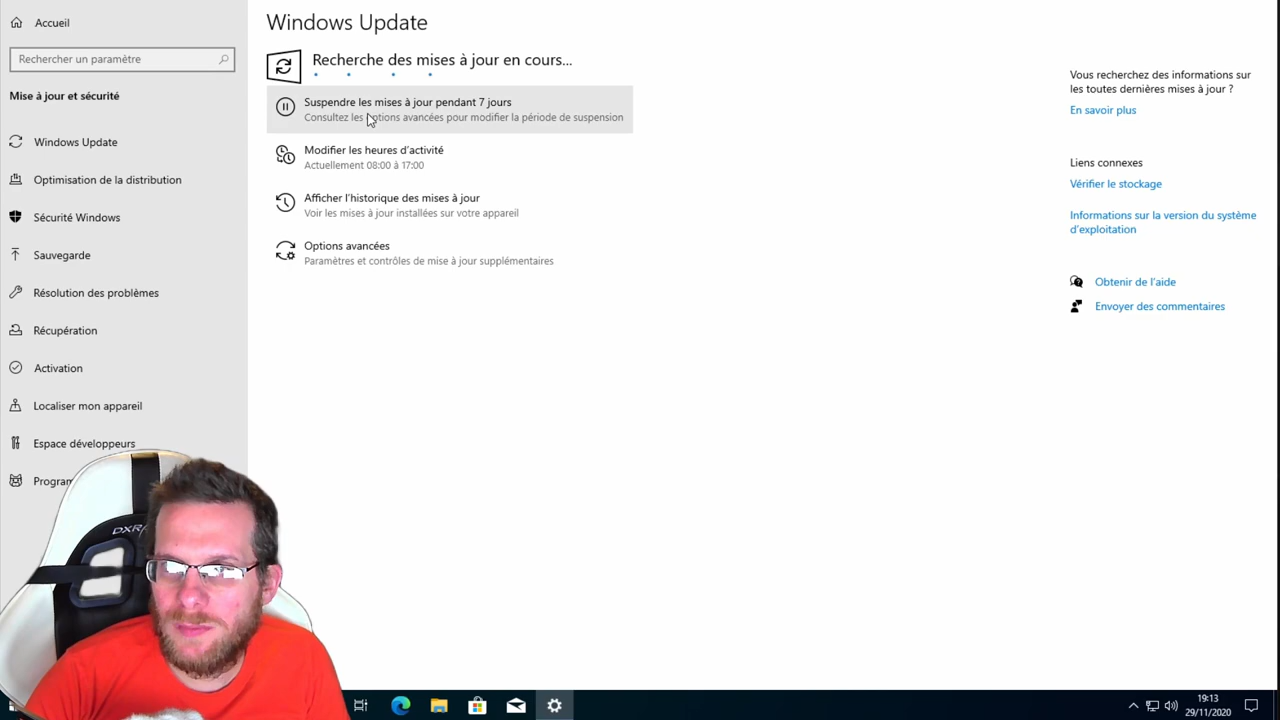 Accueil
Rechercher un paramètre
Mise à jour et sécurité
Windows Update
Optimisation de la distribution
Sécurité Windows
Sauvegarde
Résolution des problèmes
Récupération
Activation
Localiser mon appareil
Espace développeurs
Windows Update
Recherche des mises à jour en cours...
Suspendre les mises à jour pendant 7 jours
Consultez les options avancées pour modifier la période de suspension
Modifier les heures d’activité
Actuellement 08:00 à 17:00
Afficher l’historique des mises à jour
Voir les mises à jour installées sur votre appareil
Options avancées
Paramètres et contrôles de mise à jour supplémentaires
Vous recherchez des informations sur
les toutes dernières mises à jour ?
En savoir plus
Liens connexes
Vérifier le stockage
Informations sur la version du système
d’exploitation
Obtenir de l’aide
Envoyer des commentaires
19:13
29/11/2020